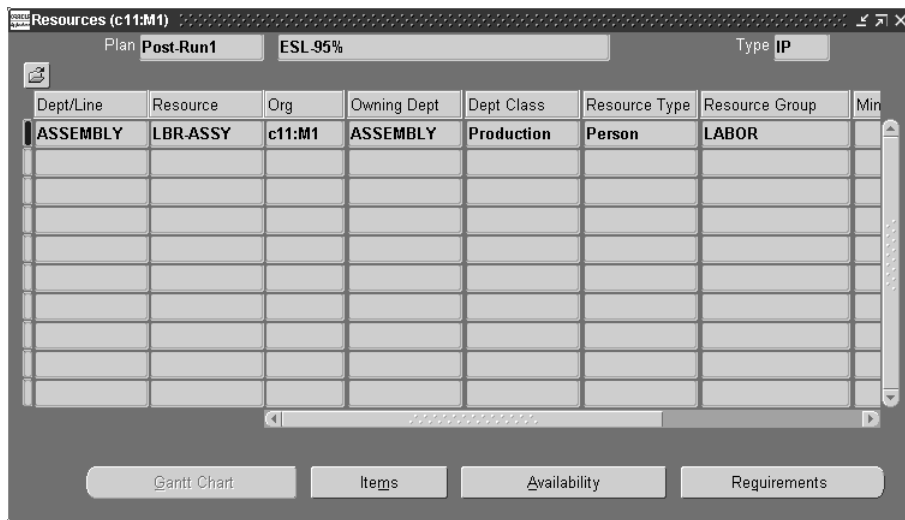 Resources (c11:M1)
Plan Post-Run1 ESL-95% Type IP
Dept/Line Resource Org Owning Dept Dept Class Resource Type Resource Group Min
ASSEMBLY LBR-ASSY c11:M1 ASSEMBLY Production Person LABOR
Gantt Chart Items Availability Requirements